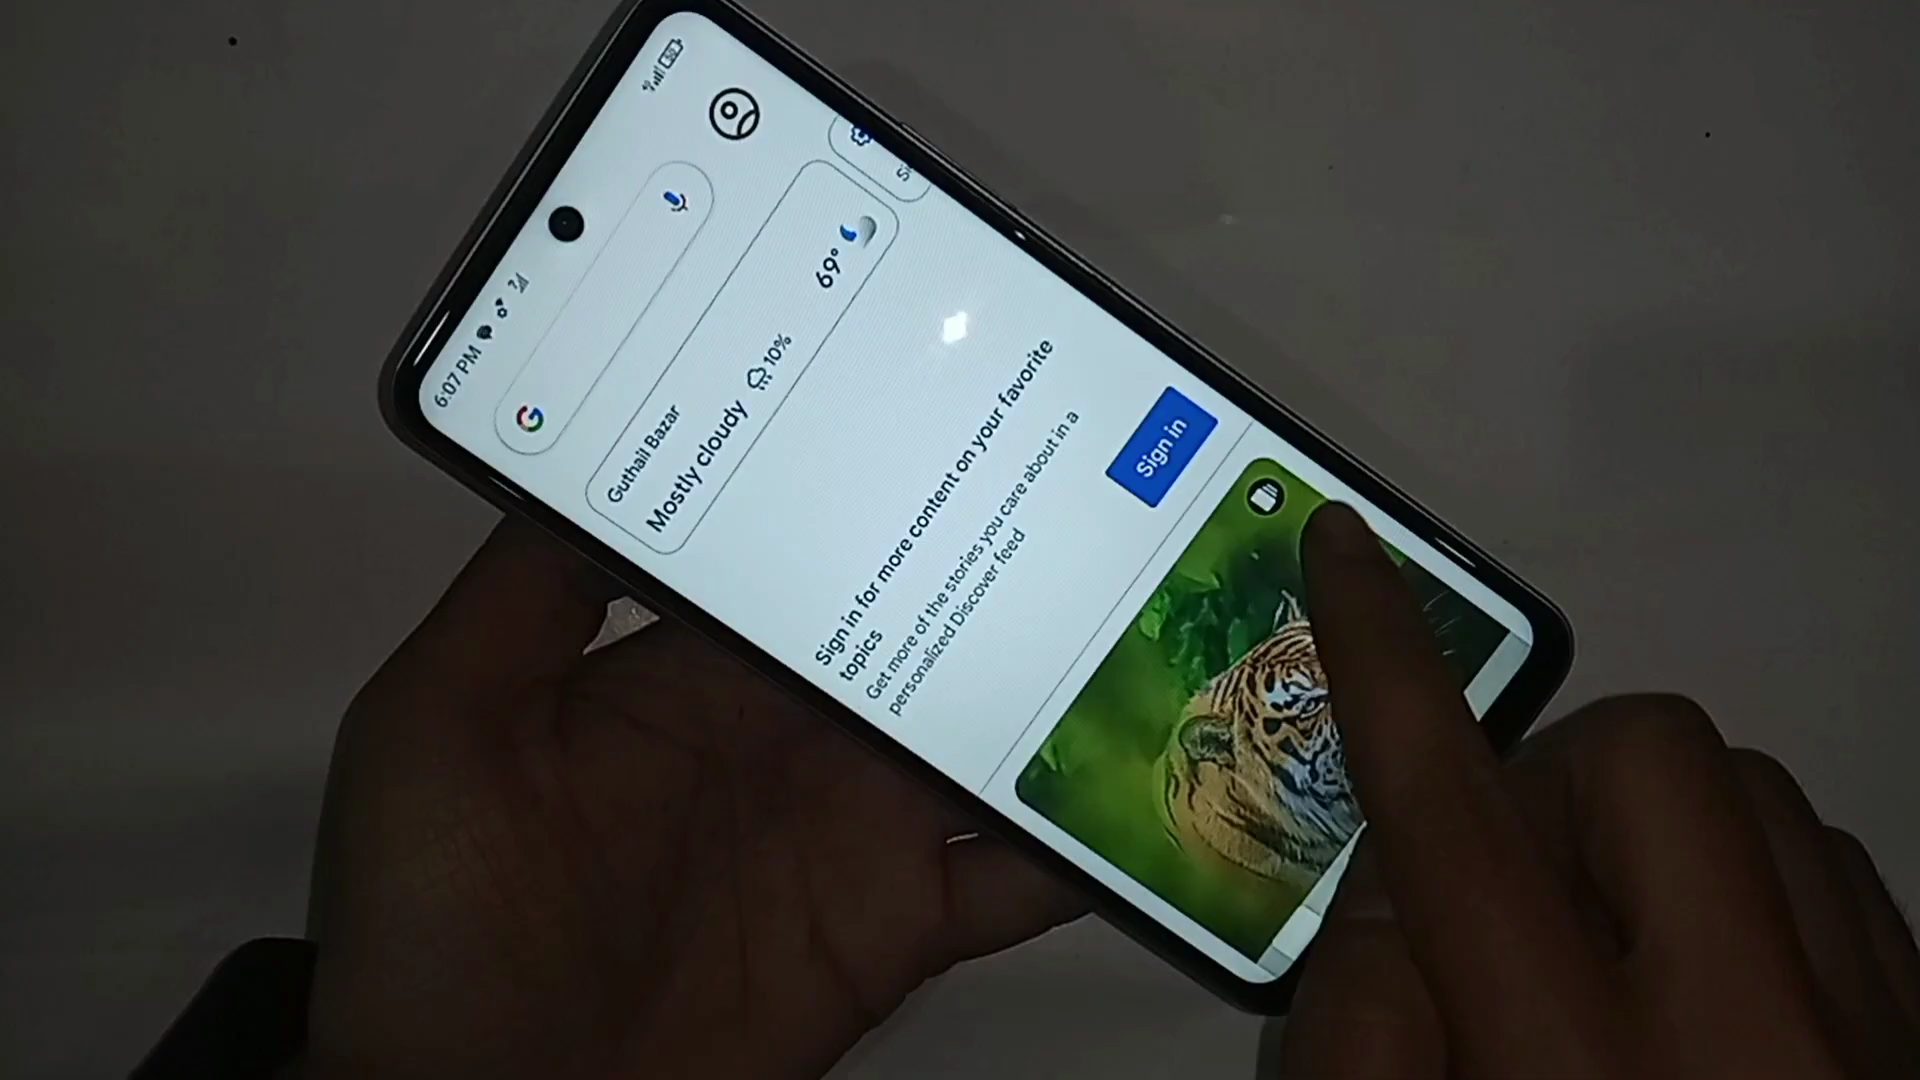 6:07 PM
G
Guthail Bazar
Mostly cloudy 10%
69°
Sign in for more content on your favorite
topics
Get more of the stories you care about in a
personalized Discover feed
Sign in